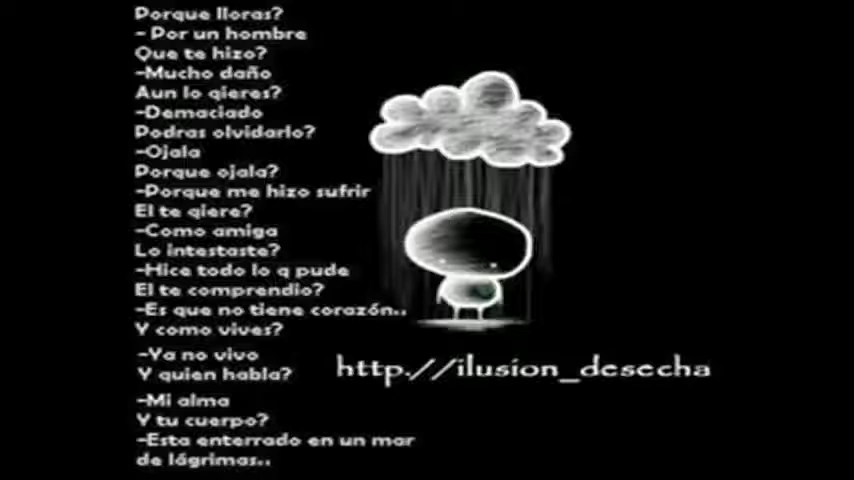 Porque lloras?
- Por un hombre
Que te hizo?
-Mucho daño
Aun lo qieres?
-Demaciado
Podras olvidarlo?
-Ojala
Porque ojala?
-Porque me hizo sufrir
El te qiere?
-Como amiga
Lo intestaste?
-Hice todo lo q pude
El te comprendio?
-Es que no tiene corazón..
Y como vives?
-Ya no vivo
Y quien habla?
-Mi alma
Y tu cuerpo?
-Esta enterrado en un mar
de lágrimas..
http.//ilusion_desecha